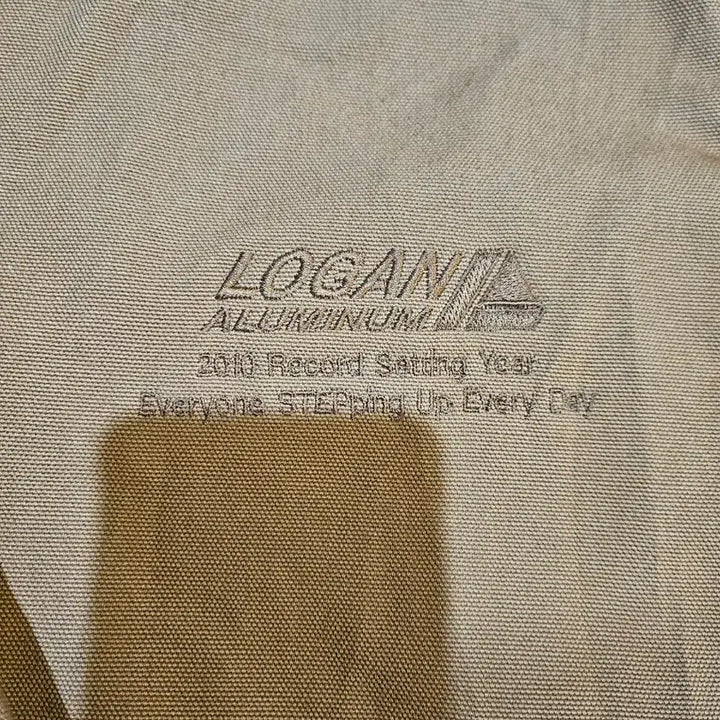 LOGAN
ALUMINUM
2010 Record Setting Year
Everyone STEPping Up Every Day